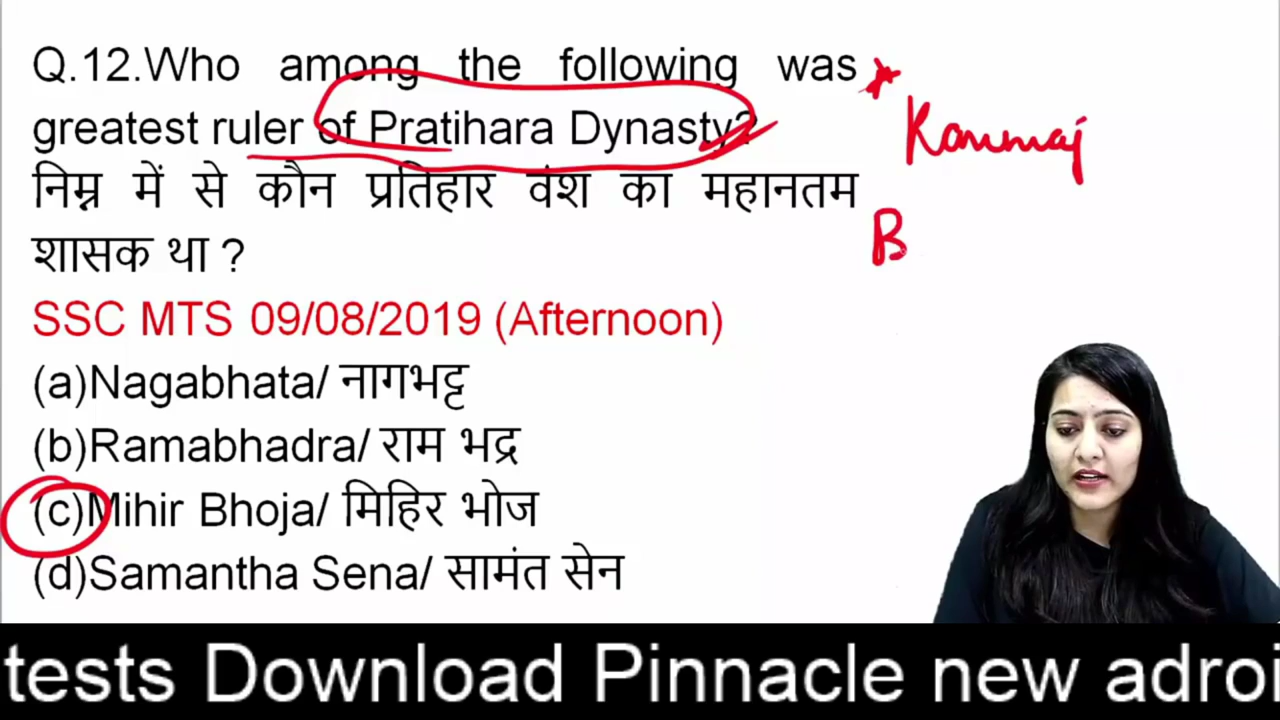 Q.12.Who among the following was
greatest ruler of Pratihara Dynasty?
Kannuaj
निम्न में से कौन प्रतिहार वंश का महानतम
B
शासक था ?
SSC MTS 09/08/2019 (Afternoon)
(a)Nagabhata/ नागभट्ट
(b)Ramabhadra/ राम भद्र
(c)Mihir Bhoja/ मिहिर भोज
(d)Samantha Sena/ सामंत सेन
tests Download Pinnacle new adroi